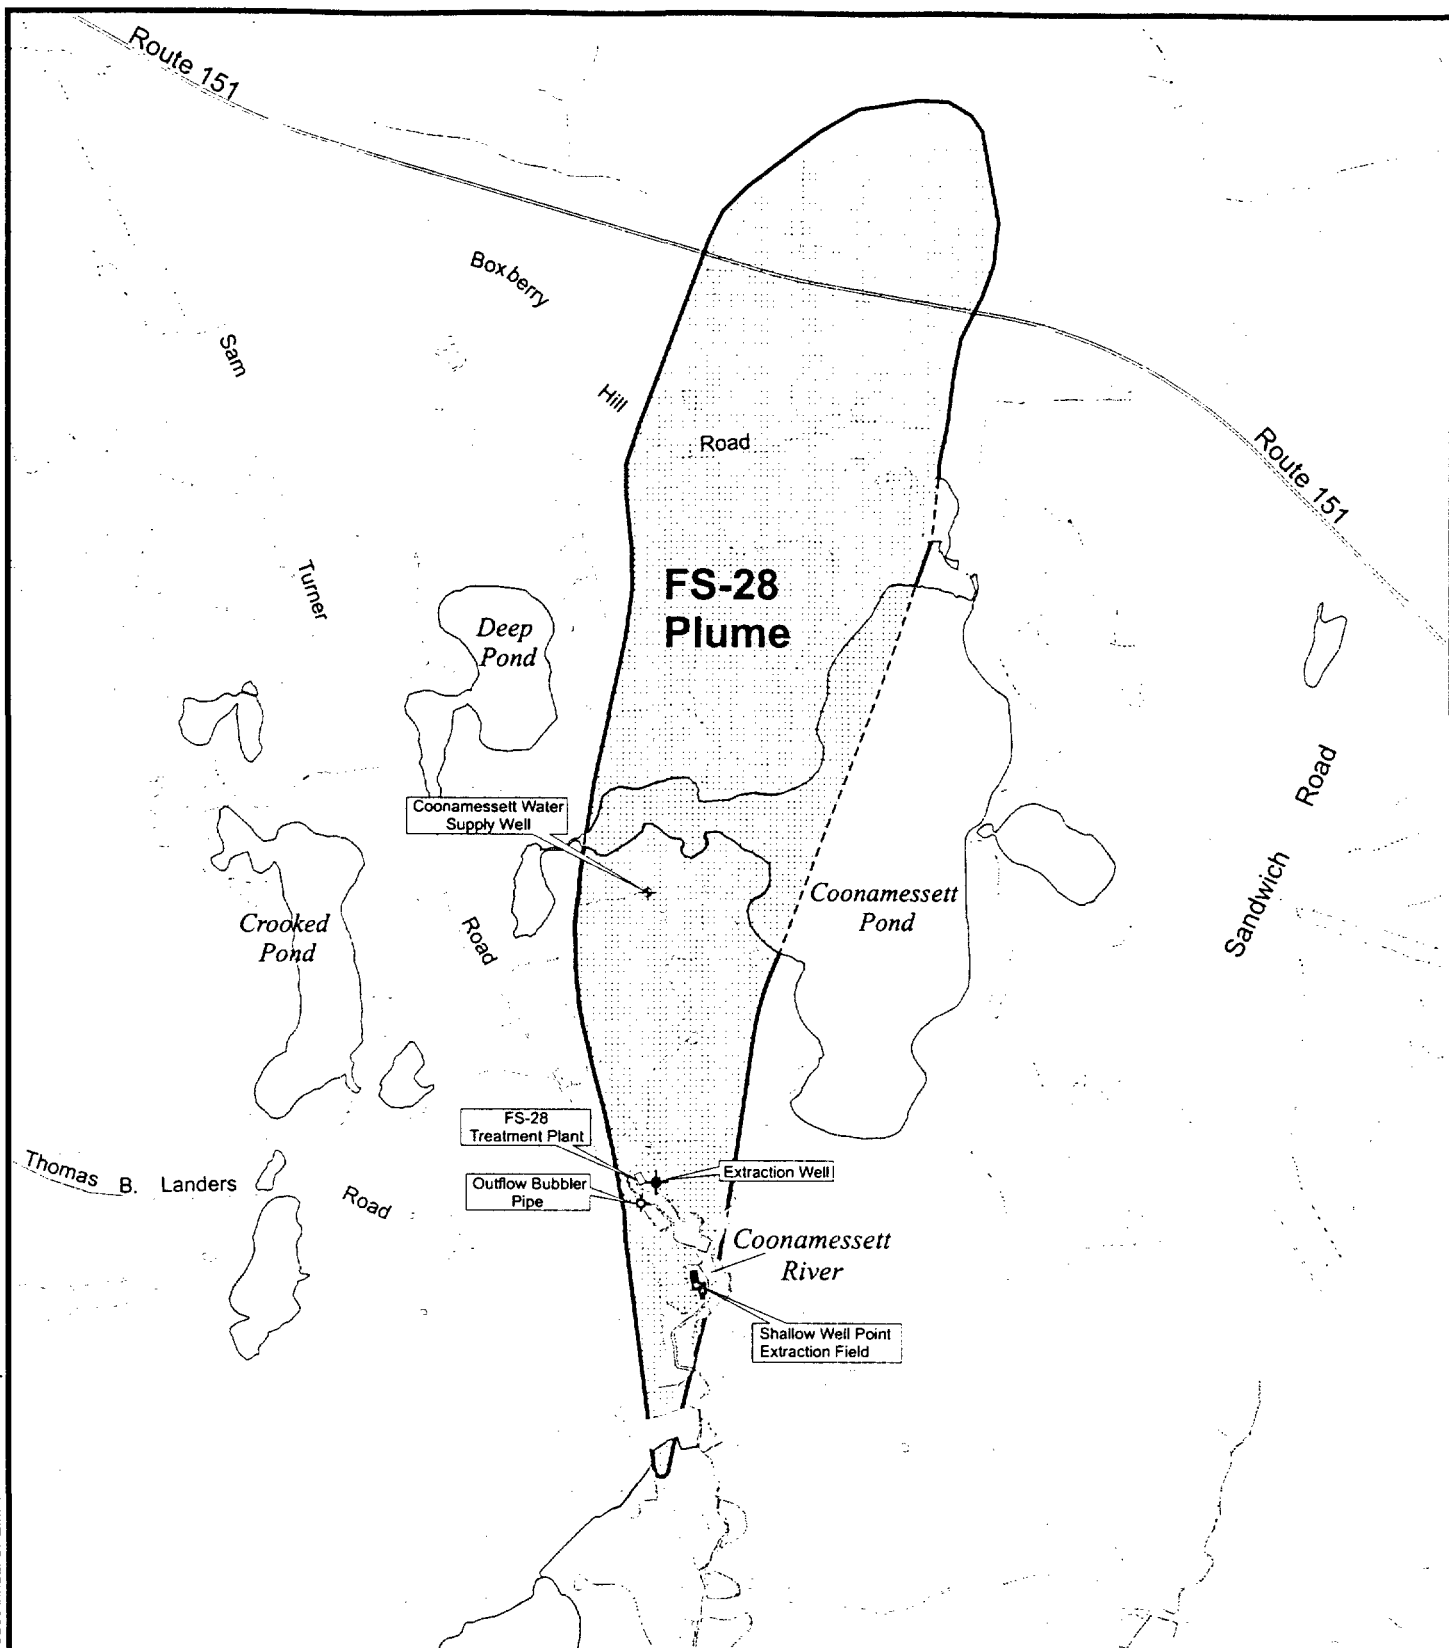 Route 151
Boxberry
Sam
Hill
Road
Route 151
Turner
FS-28
Plume
Deep
Pond
Road
Coonamessett Water
Supply Well
Crooked
Pond
Road
Coonamessett
Pond
Sandwich
FS-28
Treatment Plant
Extraction Well
Thomas B. Landers
Road
Outflow Bubbler
Pipe
Coonamessett
River
Shallow Well Point
Extraction Field